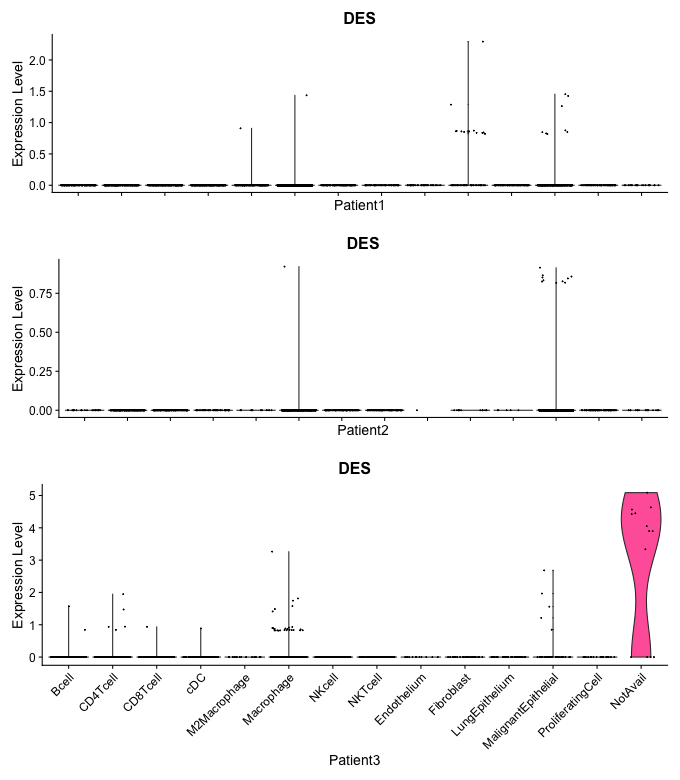 DES
Expression Level
2.0
1.5
1.0
0.5
0.0
Patient1
DES
Expression Level
0.75
0.50
0.25
0.00
Patient2
DES
Expression Level
5
4
3
2
1
0
Bcell
CD4Tcell
CD8Tcell
cDC
M2Macrophage
Macrophage
NKcell
NKTcell
Endothelium
Fibroblast
LungEpithelium
MalignantEpithelial
ProliferatingCell
NotAvail
Patient3